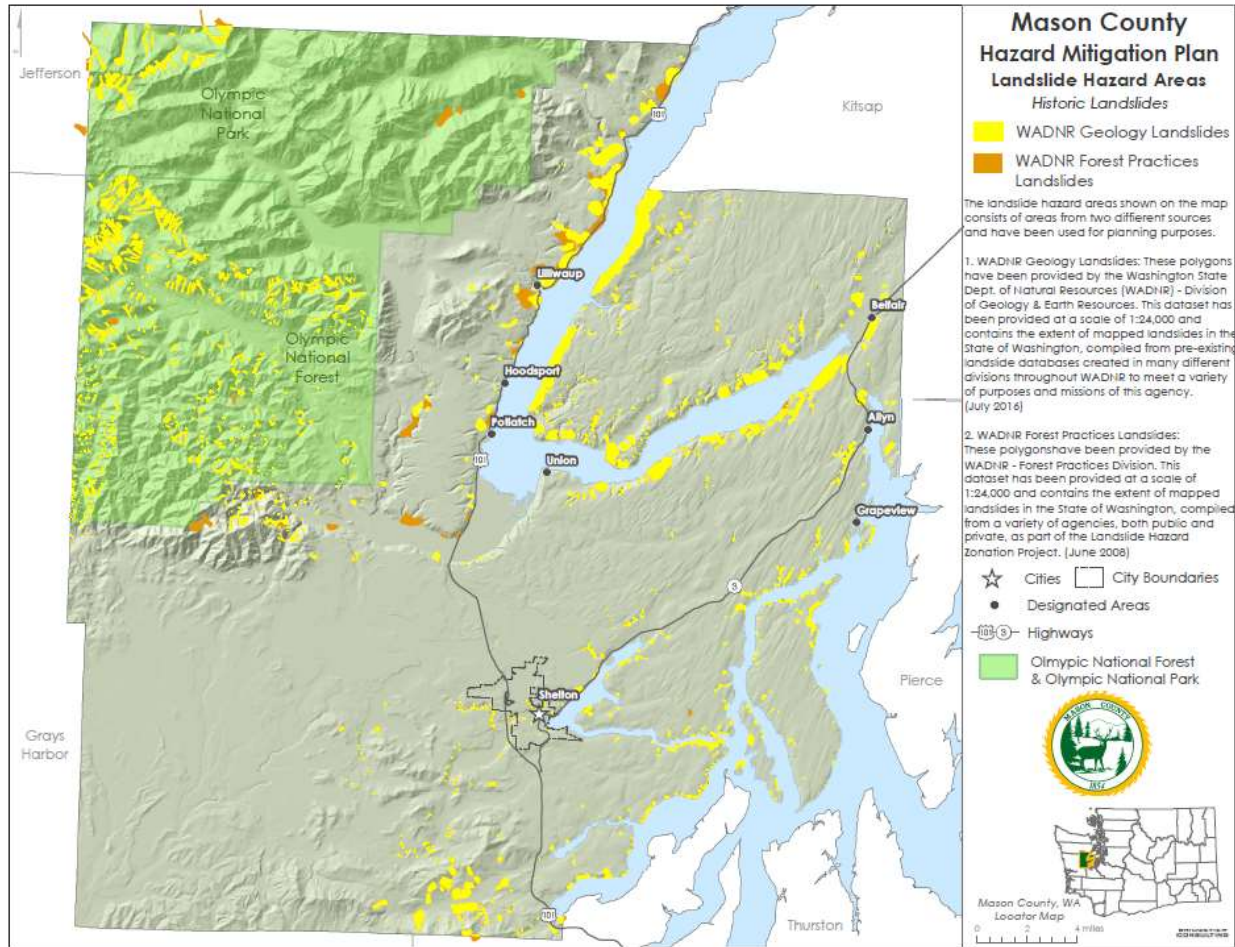 Mason County
Hazard Mitigation Plan
Landslide Hazard Areas
Historic Landslides
WADNR Geology Landslides
WADNR Forest Practices
Landslides
The landslide hazard areas shown on the map
consists of areas from two different sources
and have been used for planning purposes.
1. WADNR Geology Landslides: These polygons
have been provided by the Washington State
Dept. of Natural Resources (WADNR) - Division
of Geology & Earth Resources. This dataset has
been provided at a scale of 1:24,000 and
contains the extent of mapped landslides in the
State of Washington, compiled from pre-existing
landslide databases created in many different
divisions throughout WADNR to meet a variety
of purposes and missions of this agency.
(July 2016)
2. WADNR Forest Practices Landslides:
These polygonshave been provided by the
WADNR - Forest Practices Division. This
dataset has been provided at a scale of
1:24,000 and contains the extent of mapped
landslides in the State of Washington, compiled
from a variety of agencies, both public and
private, as part of the Landslide Hazard
Zonation Project. (June 2008)
Cities
City Boundaries
Designated Areas
101 3 Highways
Olmypic National Forest
& Olympic National Park
MASON COUNTY
1854
Mason County, WA
Locator Map
0 2 4 miles
CONSULTING
Jefferson
Olympic
National
Park
Kitsap
101
Lilliwaup
Belfair
Olympic
National
Forest
Hoodsport
Potlatch
Allyn
101
Union
Grapeview
3
Shelton
Pierce
Grays
Harbor
101
Thurston